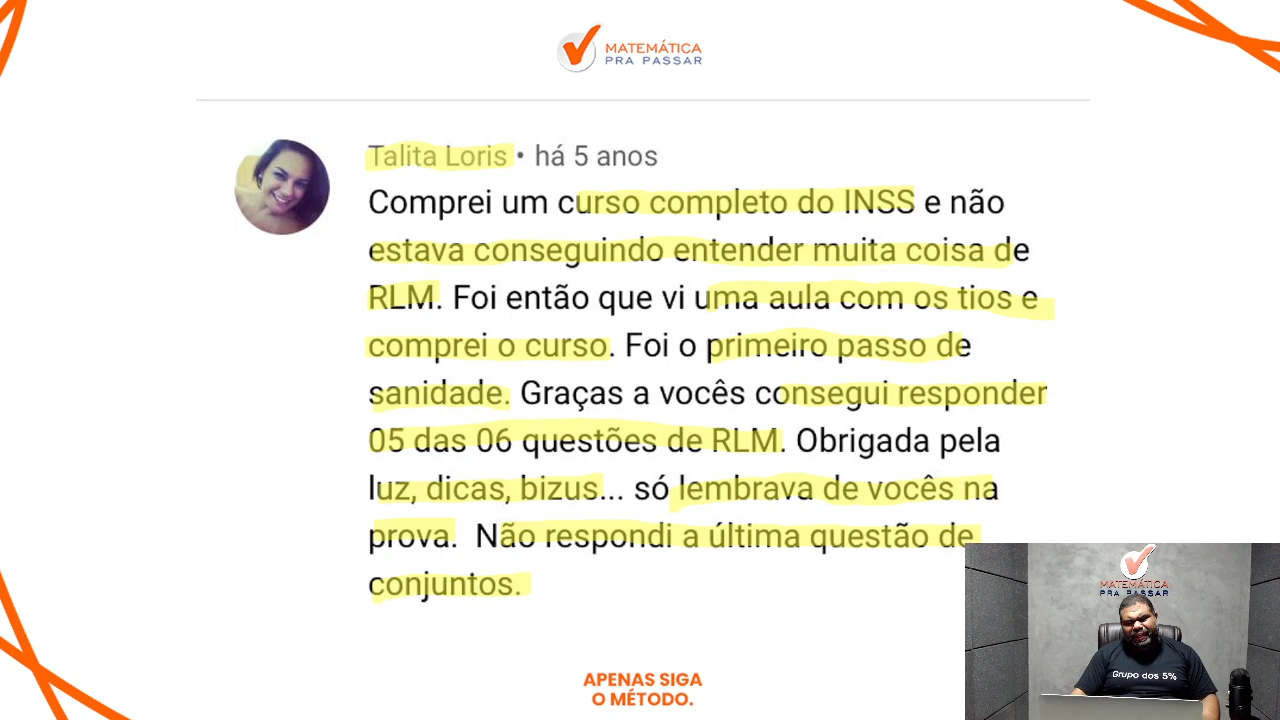 MATEMÁTICA
PRA PASSAR
Talita Loris • há 5 anos
Comprei um curso completo do INSS e não
estava conseguindo entender muita coisa de
RLM. Foi então que vi uma aula com os tios e
comprei o curso. Foi o primeiro passo de
sanidade. Graças a vocês consegui responder
05 das 06 questões de RLM. Obrigada pela
luz, dicas, bizus... só lembrava de vocês na
prova.  Não respondi a última questão de
conjuntos.
MATEMÁTICA
PRA PASSAR
Grupo dos 5%
APENAS SIGA
O MÉTODO.